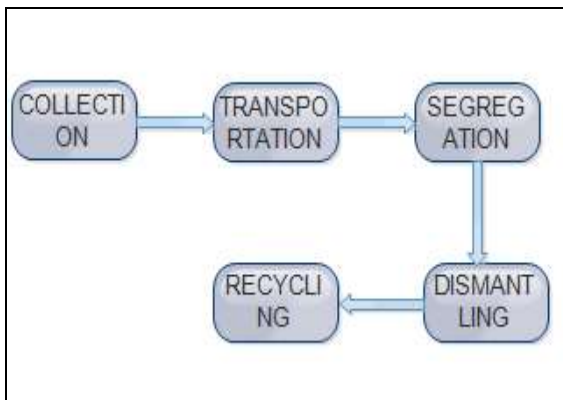 COLLECTI
ON
TRANSPO
RTATION
SEGREG
ATION
DISMANT
LING
RECYCLI
NG